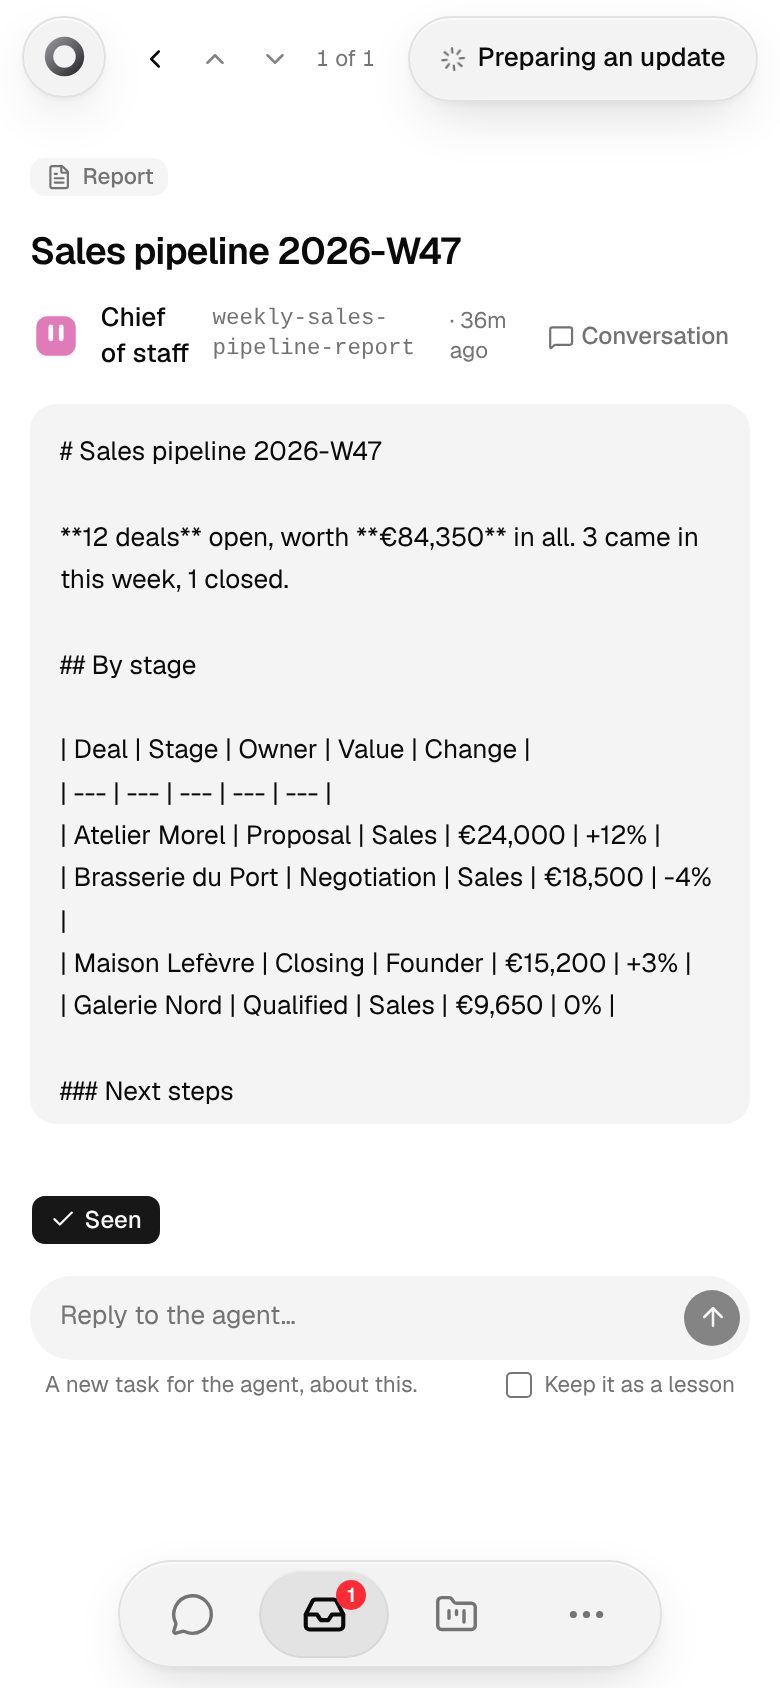 1 of 1
Preparing an update
Report
Sales pipeline 2026-W47
Chief
of staff
weekly-sales-
pipeline-report
· 36m
ago
Conversation
# Sales pipeline 2026-W47
**12 deals** open, worth **€84,350** in all. 3 came in
this week, 1 closed.
## By stage
| Deal | Stage | Owner | Value | Change |
| --- | --- | --- | --- | --- |
| Atelier Morel | Proposal | Sales | €24,000 | +12% |
| Brasserie du Port | Negotiation | Sales | €18,500 | -4%
|
| Maison Lefèvre | Closing | Founder | €15,200 | +3% |
| Galerie Nord | Qualified | Sales | €9,650 | 0% |
### Next steps
Seen
Reply to the agent...
A new task for the agent, about this.
Keep it as a lesson
1